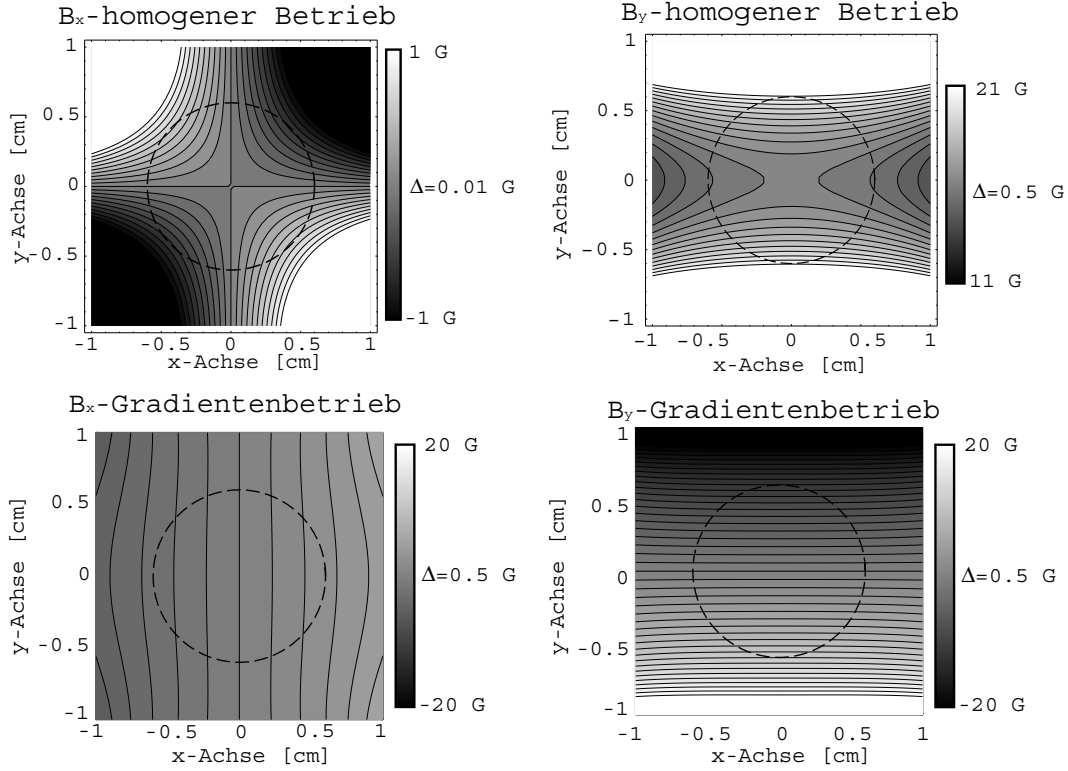 Bx-homogener Betrieb
1
0.5
0
-0.5
-1
y-Achse [cm]
-1 -0.5 0 0.5 1
x-Achse [cm]
1 G
Δ=0.01 G
-1 G
By-homogener Betrieb
1
0.5
0
-0.5
-1
y-Achse [cm]
-1 -0.5 0 0.5 1
x-Achse [cm]
21 G
Δ=0.5 G
11 G
Bx-Gradientenbetrieb
1
0.5
0
-0.5
-1
y-Achse [cm]
-1 -0.5 0 0.5 1
x-Achse [cm]
20 G
Δ=0.5 G
-20 G
By-Gradientenbetrieb
1
0.5
0
-0.5
-1
y-Achse [cm]
-1 -0.5 0 0.5 1
x-Achse [cm]
20 G
Δ=0.5 G
-20 G